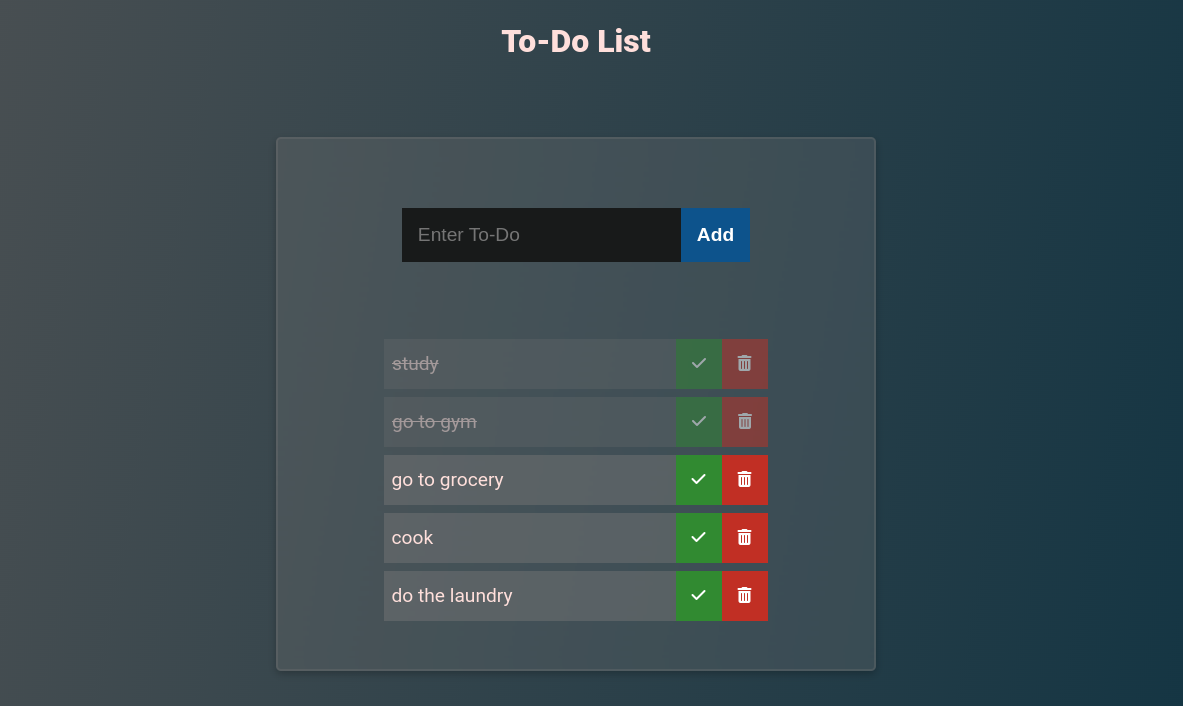 To-Do List
Enter To-Do
Add
study
go to gym
go to grocery
cook
do the laundry